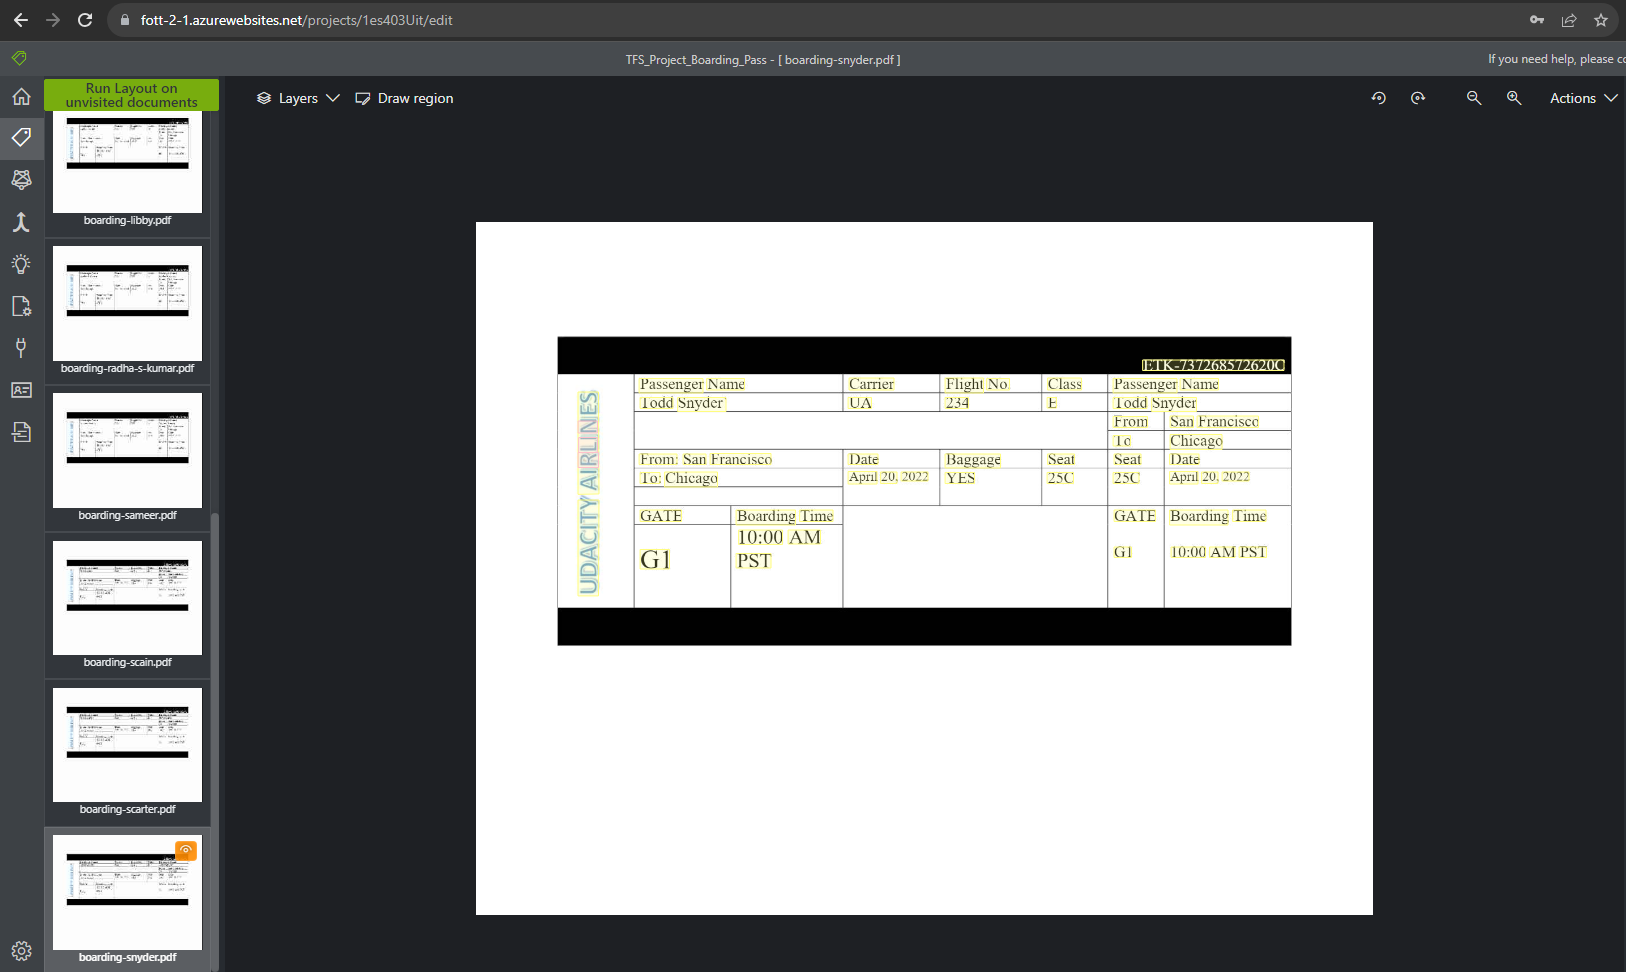 fott-2-1.azurewebsites.net/projects/1es403Uit/edit
TFS_Project_Boarding_Pass - [ boarding-snyder.pdf ]
If you need help, please
Run Layout on
unvisited documents
Layers
Draw region
Actions
boarding-libby.pdf
boarding-radha-s-kumar.pdf
boarding-sameer.pdf
boarding-scain.pdf
boarding-scarter.pdf
boarding-snyder.pdf
ETK-737268572620C
UDACITY AIRLINES
Passenger Name Carrier Flight No. Class Passenger Name
Todd Snyder UA 234 E Todd Snyder
From San Francisco
To Chicago
From: San Francisco Date Baggage Seat Seat Date
To: Chicago April 20, 2022 YES 25C 25C April 20, 2022
GATE Boarding Time GATE Boarding Time
10:00 AM
G1 PST G1 10:00 AM PST